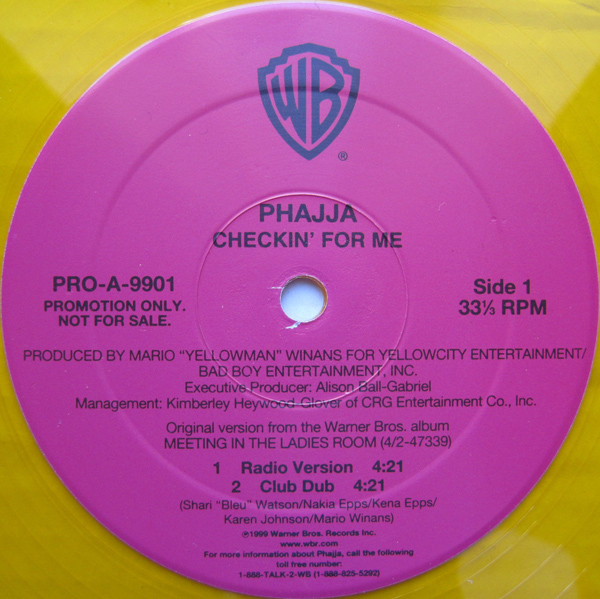 WB
®
PHAJJA
CHECKIN' FOR ME
PRO-A-9901
PROMOTION ONLY.
NOT FOR SALE.
Side 1
33⅓ RPM
PRODUCED BY MARIO "YELLOWMAN" WINANS FOR YELLOWCITY ENTERTAINMENT/
BAD BOY ENTERTAINMENT, INC.
Executive Producer: Alison Ball-Gabriel
Management: Kimberley Heywood-Glover of CRG Entertainment Co., Inc.
Original version from the Warner Bros. album
MEETING IN THE LADIES ROOM (4/2-47339)
1 Radio Version 4:21
2 Club Dub 4:21
(Shari "Bleu" Watson/Nakia Epps/Kena Epps/
Karen Johnson/Mario Winans)
℗1999 Warner Bros. Records Inc.
www.wbr.com
For more information about Phajja, call the following
toll free number:
1-888-TALK-2-WB (1-888-825-5292)